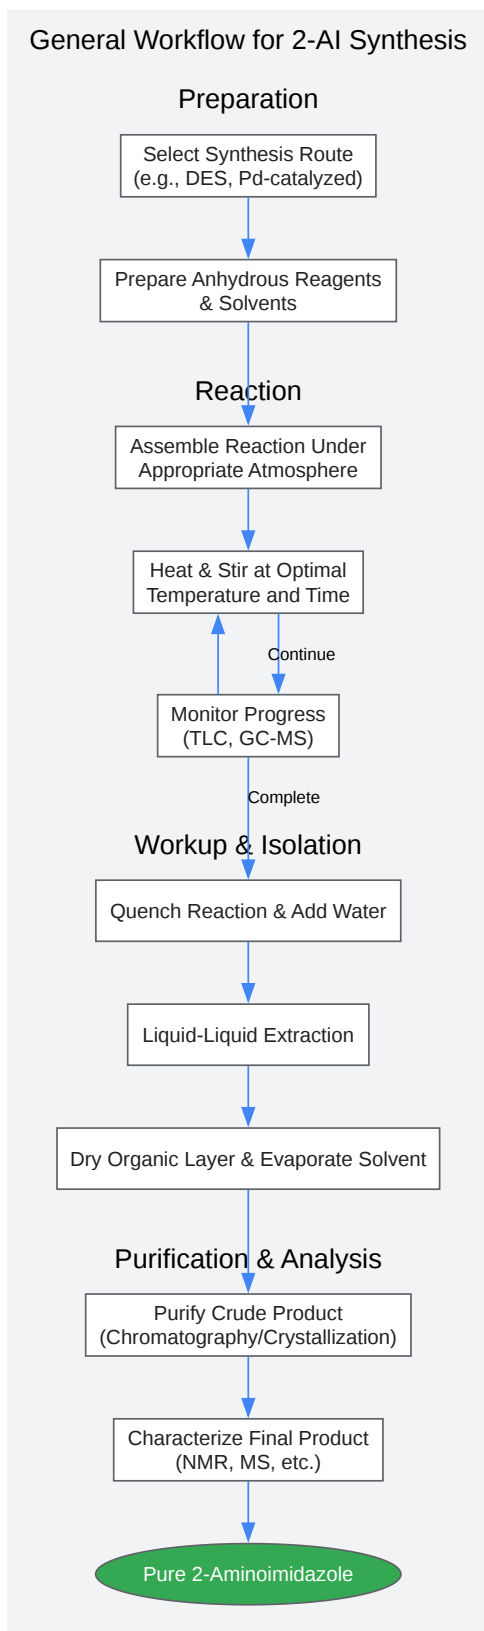 General Workflow for 2-AI Synthesis
Preparation
Select Synthesis Route
(e.g., DES, Pd-catalyzed)
Prepare Anhydrous Reagents
& Solvents
Reaction
Assemble Reaction Under
Appropriate Atmosphere
Heat & Stir at Optimal
Temperature and Time
Continue
Monitor Progress
(TLC, GC-MS)
Complete
Workup & Isolation
Quench Reaction & Add Water
Liquid-Liquid Extraction
Dry Organic Layer & Evaporate Solvent
Purification & Analysis
Purify Crude Product
(Chromatography/Crystallization)
Characterize Final Product
(NMR, MS, etc.)
Pure 2-Aminoimidazole